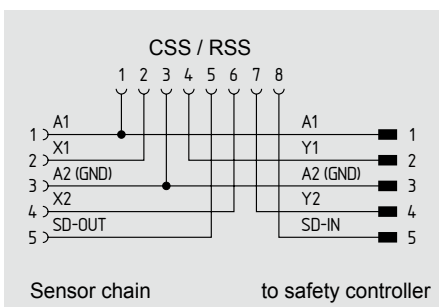 CSS / RSS
1 2 3 4 5 6 7 8
A1 A1
1 1
X1 Y1
2 2
A2 (GND) A2 (GND)
3 3
X2 Y2
4 4
SD-OUT SD-IN
5 5
Sensor chain to safety controller